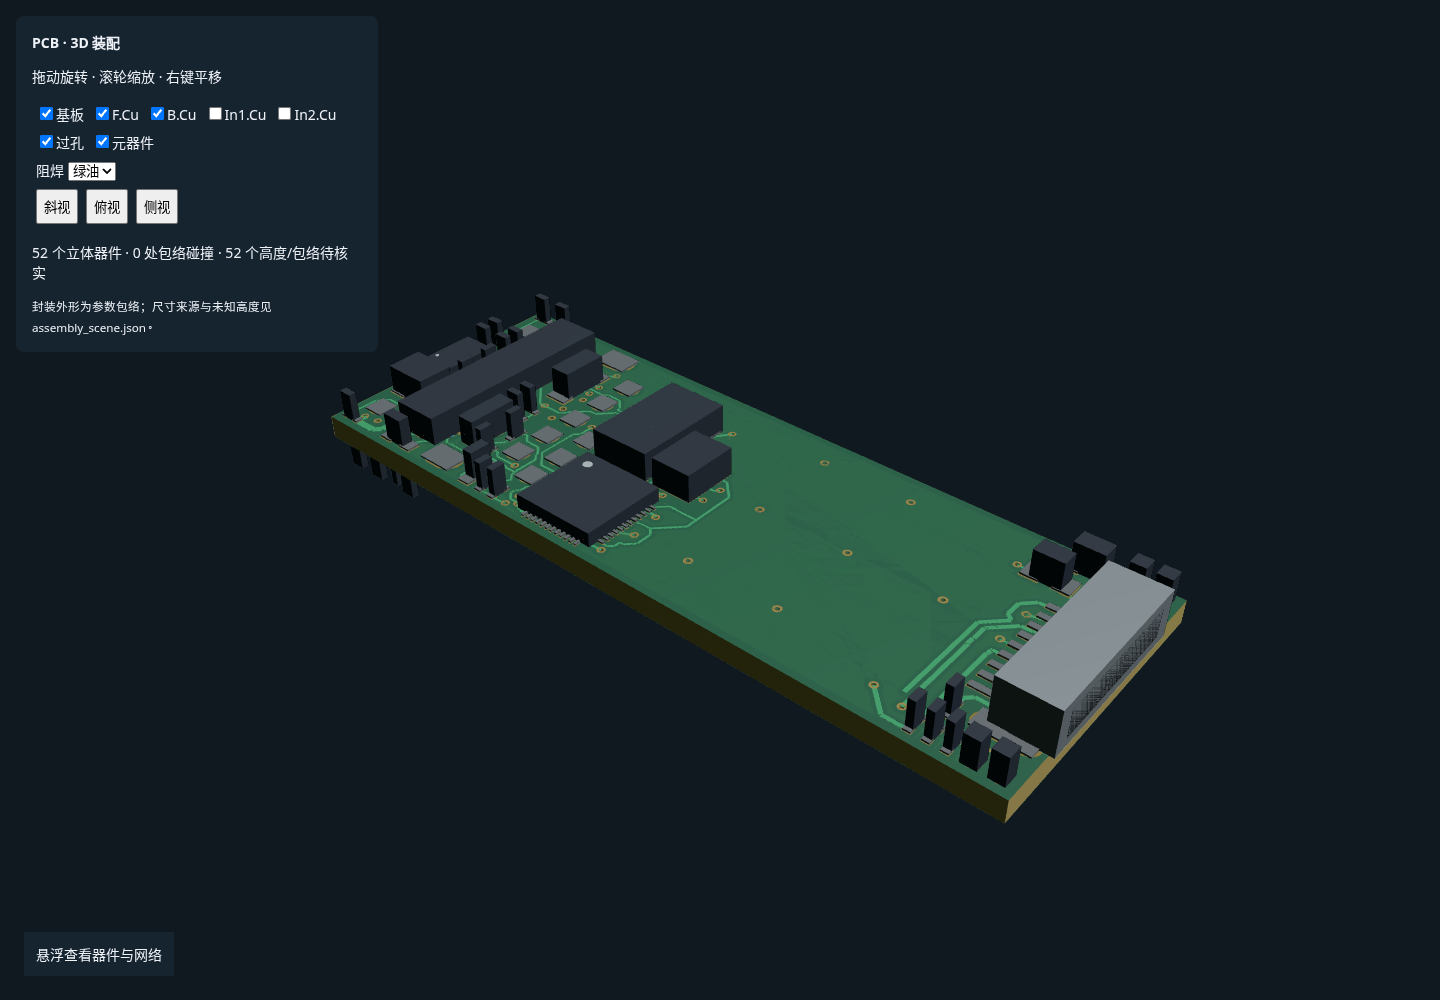 PCB · 3D 装配
拖动旋转 · 滚轮缩放 · 右键平移
基板 F.Cu B.Cu In1.Cu In2.Cu
过孔 元器件
阻焊 绿油
斜视 俯视 侧视
52 个立体器件 · 0 处包络碰撞 · 52 个高度/包络待核
实
封装外形为参数包络；尺寸来源与未知高度见
assembly_scene.json。
悬浮查看器件与网络